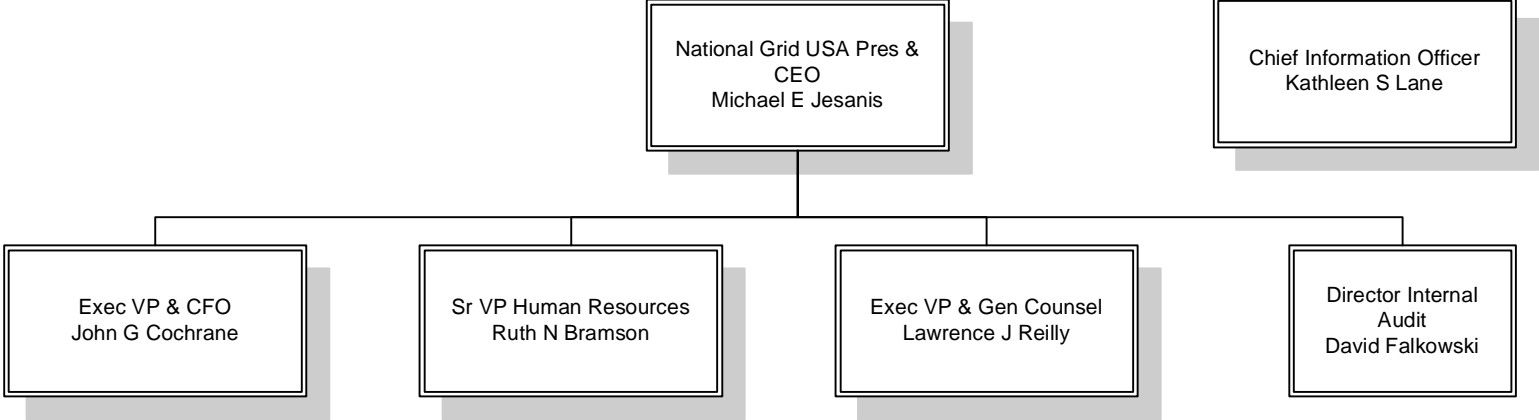 National Grid USA Pres &
CEO
Michael E Jesanis
Chief Information Officer
Kathleen S Lane
Exec VP & CFO
John G Cochrane
Sr VP Human Resources
Ruth N Bramson
Exec VP & Gen Counsel
Lawrence J Reilly
Director Internal
Audit
David Falkowski